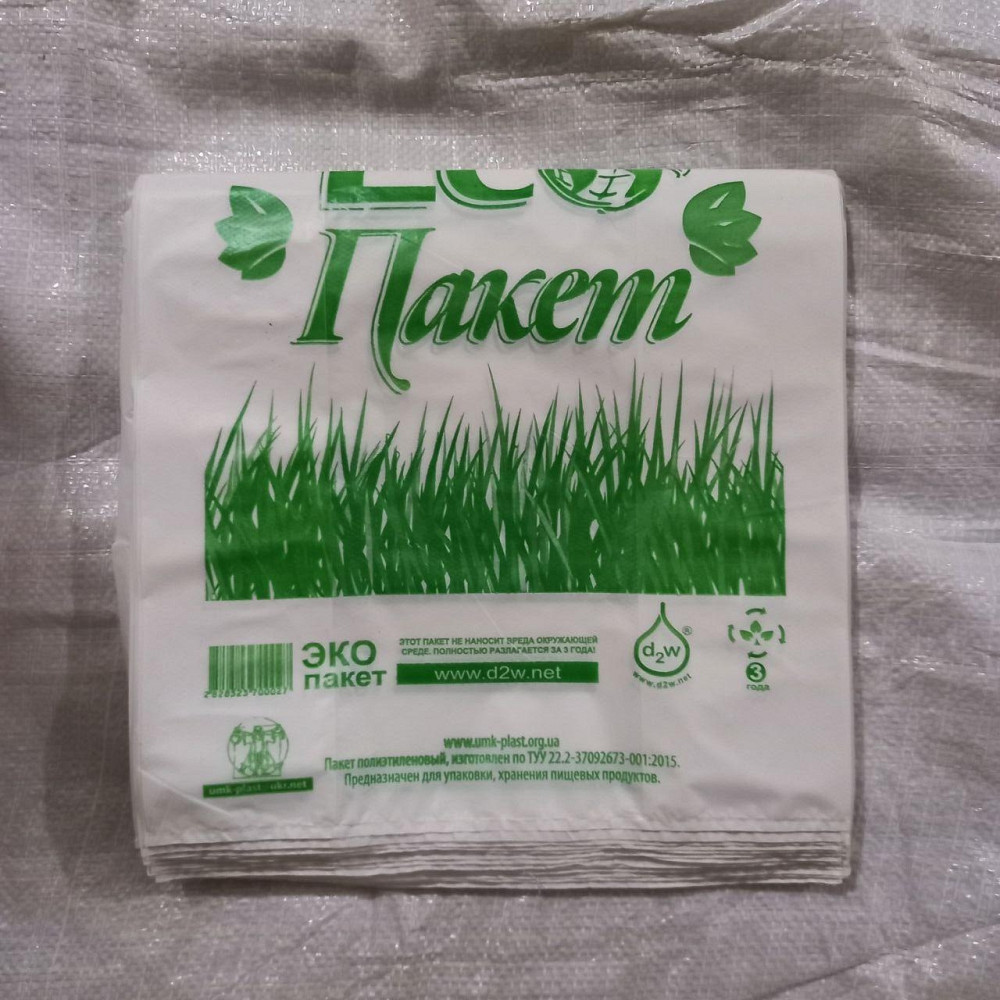 ECO
Пакет
ЭКО
пакет
ЭТОТ ПАКЕТ НЕ НАНОСИТ ВРЕДА ОКРУЖАЮЩЕЙ
СРЕДЕ. ПОЛНОСТЬЮ РАЗЛАГАЕТСЯ ЗА 3 ГОДА!
www.d2w.net
d2w®
www.d2w.net
3
года
www.umk-plast.org.ua
Пакет полиэтиленовый, изготовлен по ТУУ 22.2-37092673-001:2015.
Предназначен для упаковки, хранения пищевых продуктов.